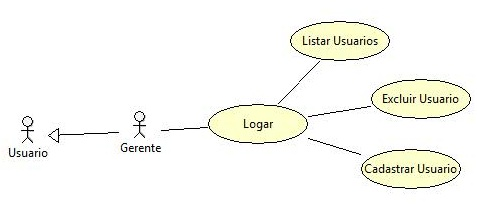 Listar Usuarios
Excluir Usuario
Logar
Gerente
Usuario
Cadastrar Usuario